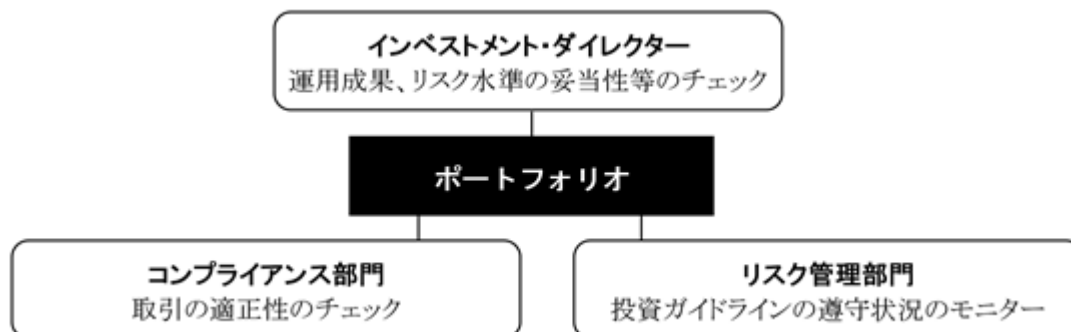 インベストメント・ダイレクター
運用成果、リスク水準の妥当性等のチェック
ポートフォリオ
コンプライアンス部門
取引の適正性のチェック
リスク管理部門
投資ガイドラインの遵守状況のモニター